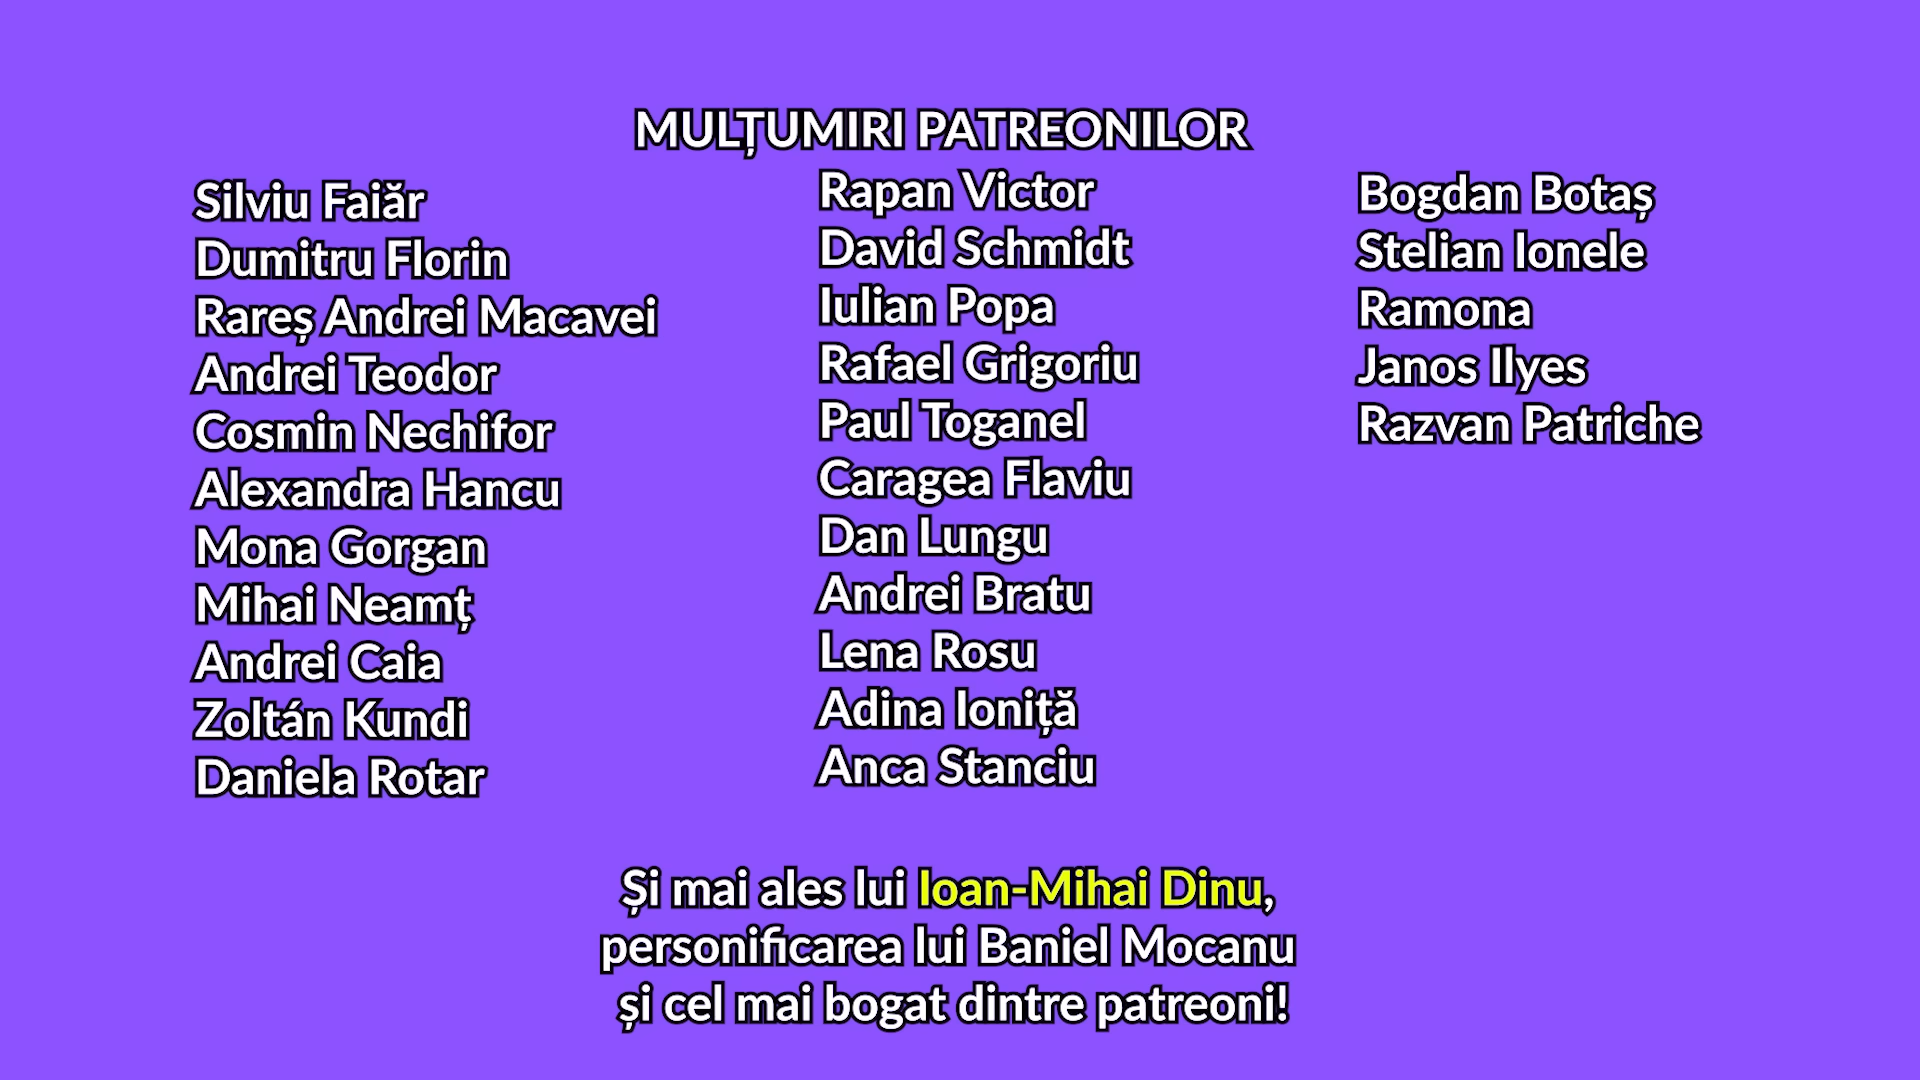 MULȚUMIRI PATREONILOR
Silviu Faiăr
Dumitru Florin
Rareș Andrei Macavei
Andrei Teodor
Cosmin Nechifor
Alexandra Hancu
Mona Gorgan
Mihai Neamț
Andrei Caia
Zoltán Kundi
Daniela Rotar
Rapan Victor
David Schmidt
Iulian Popa
Rafael Grigoriu
Paul Toganel
Caragea Flaviu
Dan Lungu
Andrei Bratu
Lena Rosu
Adina Ioniță
Anca Stanciu
Bogdan Botaș
Stelian Ionele
Ramona
Janos Ilyes
Razvan Patriche
Și mai ales lui Ioan-Mihai Dinu,
personificarea lui Baniel Mocanu
și cel mai bogat dintre patreoni!